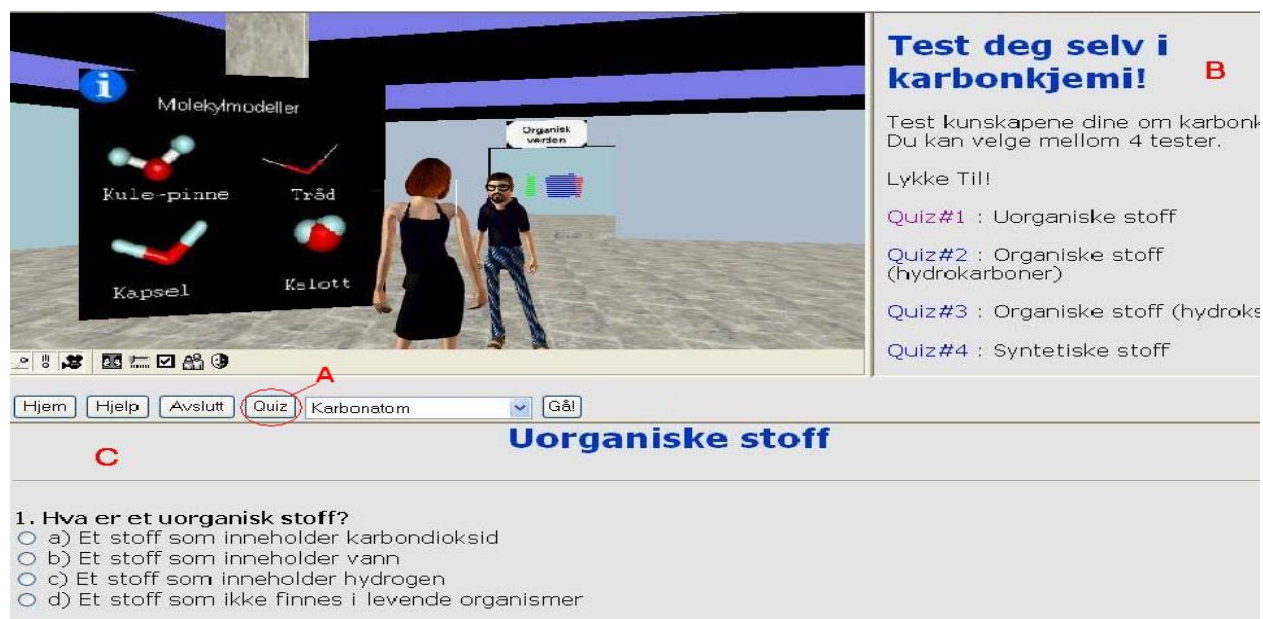 Molekylmodeller
Kule-pinne
Tråd
Kapsel
Kalott
Organisk
verden
Test deg selv i
karbonkjemi!
B
Test kunskapene dine om karbonk
Du kan velge mellom 4 tester.
Lykke Til!
Quiz#1 : Uorganiske stoff
Quiz#2 : Organiske stoff
(hydrokarboner)
Quiz#3 : Organiske stoff (hydroks
Quiz#4 : Syntetiske stoff
A
Hjem Hjelp Avslutt Quiz Karbonatom Gå!
Uorganiske stoff
C
1. Hva er et uorganisk stoff?
a) Et stoff som inneholder karbondioksid
b) Et stoff som inneholder vann
c) Et stoff som inneholder hydrogen
d) Et stoff som ikke finnes i levende organismer